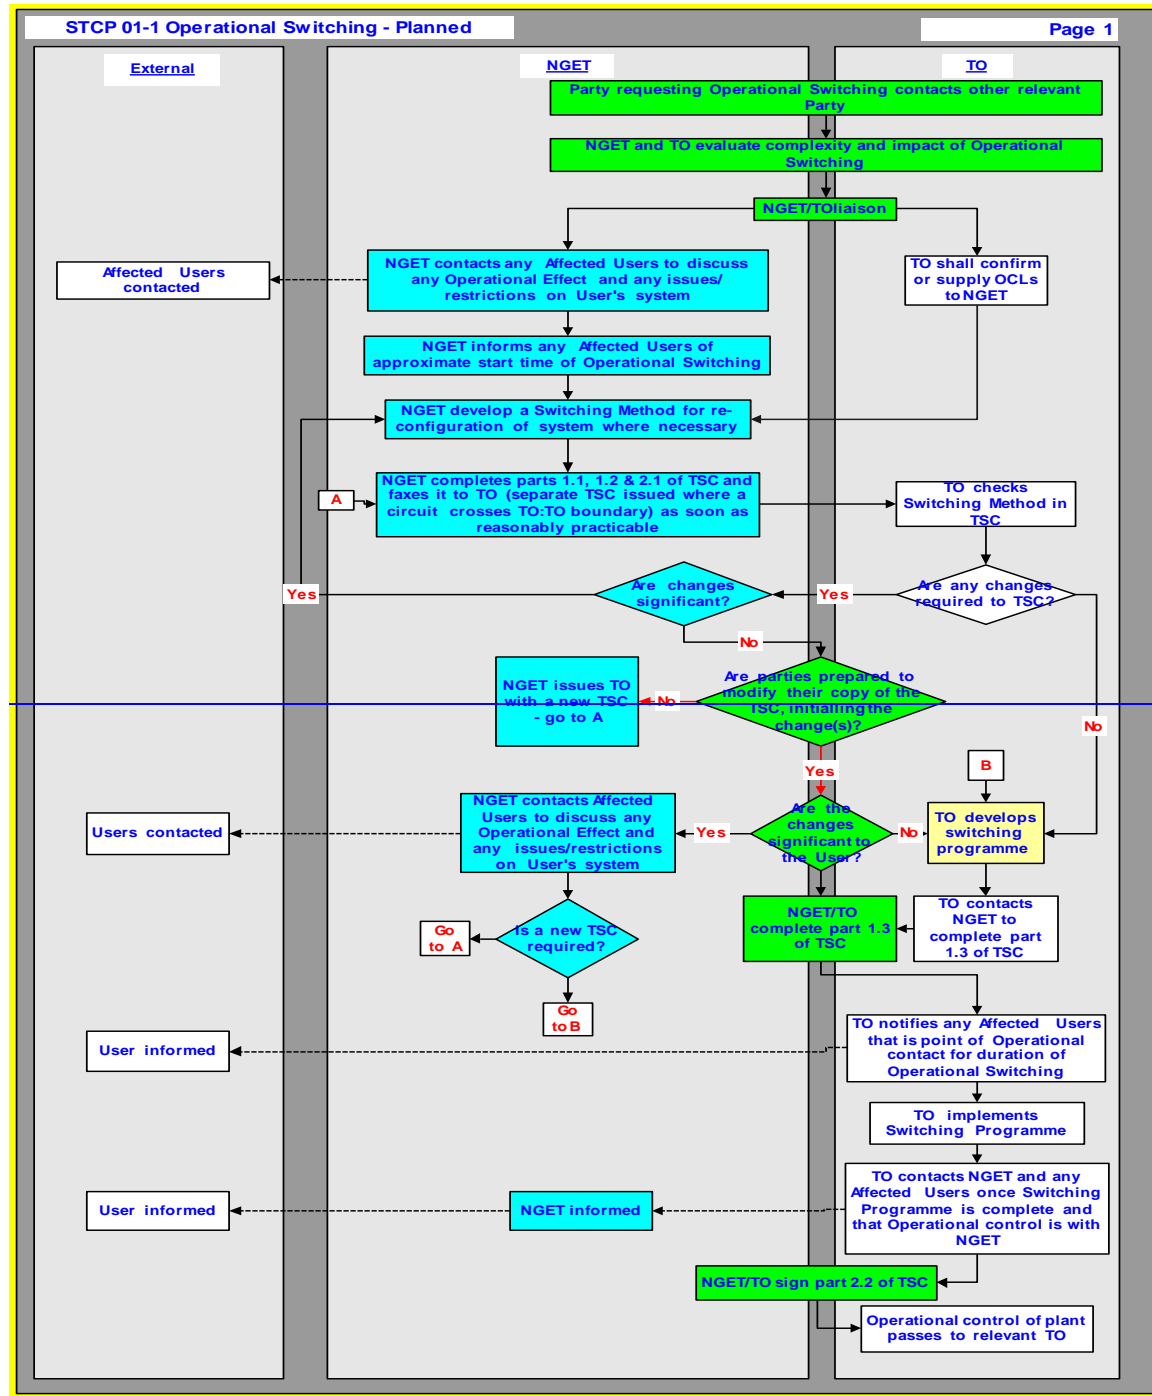 STCP 01-1 Operational Switching - Planned
Page 1
External
NGET
TO
Party requesting Operational Switching contacts other relevant
Party
NGET and TO evaluate complexity and impact of Operational
Switching
NGET/TOliaison
Affected Users
contacted
NGET contacts any Affected Users to discuss
any Operational Effect and any issues/
restrictions on User's system
TO shall confirm
or supply OCLs
to NGET
NGET informs any Affected Users of
approximate start time of Operational Switching
NGET develop a Switching Method for re-
configuration of system where necessary
A
NGET completes parts 1.1, 1.2 & 2.1 of TSC and
faxes it to TO (separate TSC issued where a
circuit crosses TO:TO boundary) as soon as
reasonably practicable
TO checks
Switching Method in
TSC
Yes
Are changes
significant?
Yes
Are any changes
required to TSC?
No
NGET issues TO
with a new TSC
- go to A
No
Are parties prepared to
modify their copy of the
TSC, initialling the
change(s)?
No
Yes
B
Users contacted
NGET contacts Affected
Users to discuss any
Operational Effect and
any issues/restrictions
on User's system
Yes
Are the
changes
significant to
the User?
No
TO develops
switching
programme
Go
to A
Is a new TSC
required?
NGET/TO
complete part 1.3
of TSC
TO contacts
NGET to
complete part
1.3 of TSC
Go
to B
User informed
TO notifies any Affected Users
that is point of Operational
contact for duration of
Operational Switching
TO implements
Switching Programme
User informed
NGET informed
TO contacts NGET and any
Affected Users once Switching
Programme is complete and
that Operational control is with
NGET
NGET/TO sign part 2.2 of TSC
Operational control of plant
passes to relevant TO